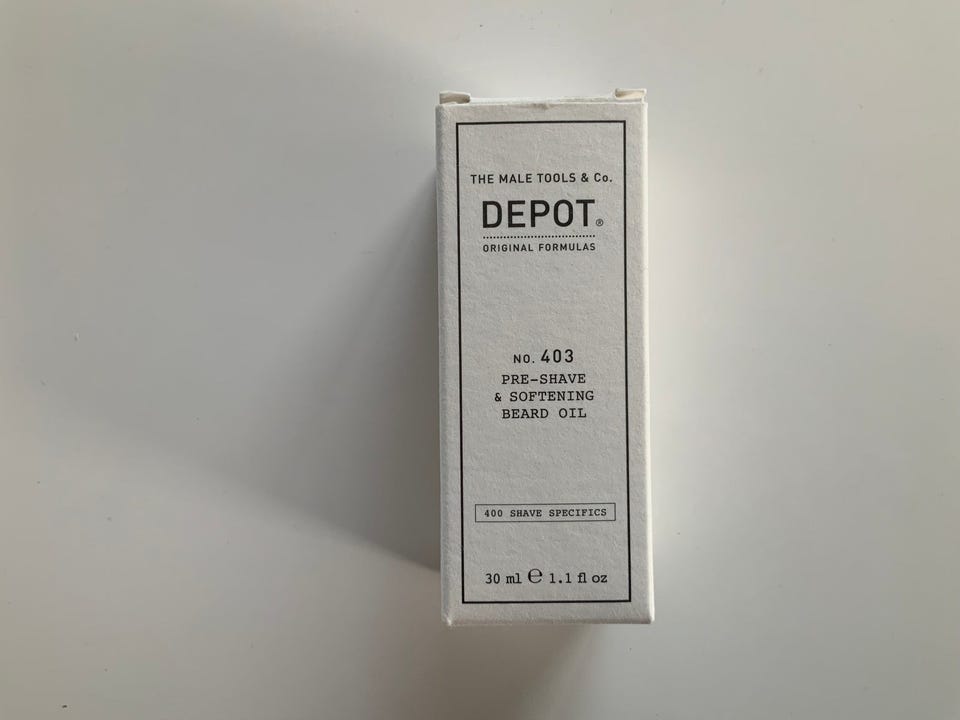 THE MALE TOOLS & Co.
DEPOT®
ORIGINAL FORMULAS
NO. 403
PRE-SHAVE
& SOFTENING
BEARD OIL
400 SHAVE SPECIFICS
30 ml ℮ 1.1 fl oz